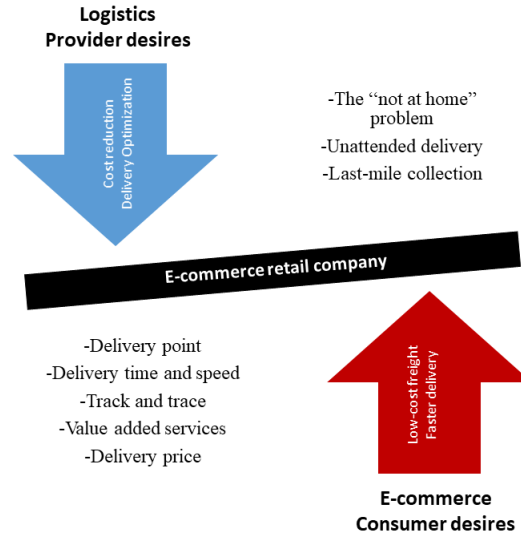 Logistics
Provider desires
Cost reduction
Delivery Optimization
-The “not at home”
problem
-Unattended delivery
-Last-mile collection
E-commerce retail company
-Delivery point
-Delivery time and speed
-Track and trace
-Value added services
-Delivery price
Low-cost freight
Faster delivery
E-commerce
Consumer desires